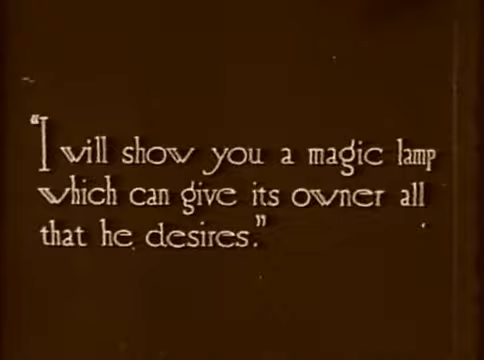 "I will show you a magic lamp
which can give its owner all
that he desires."